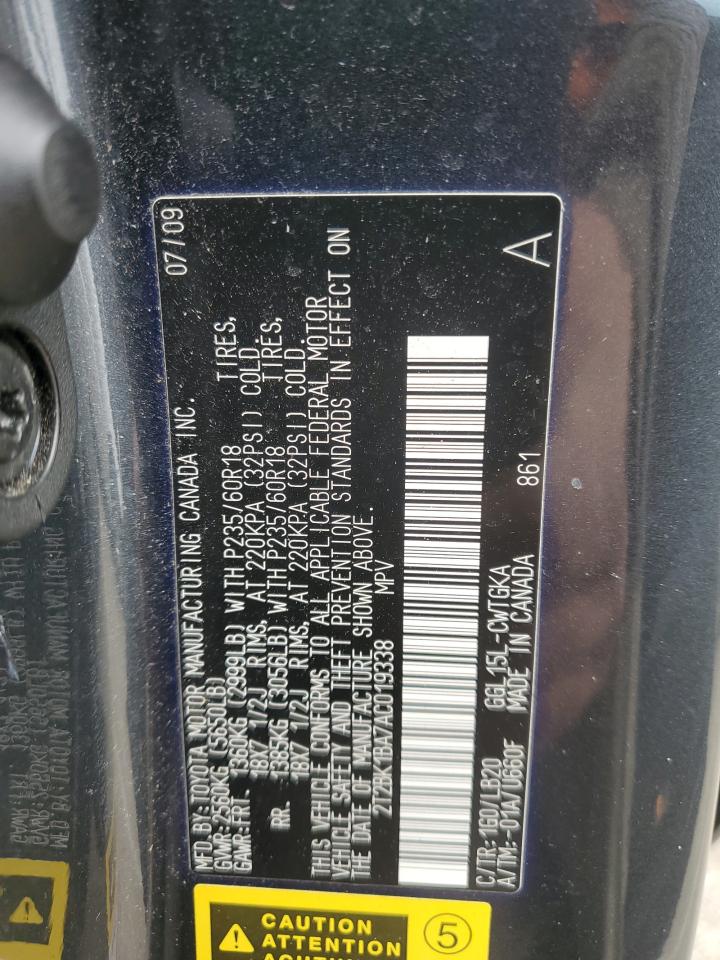 MFD. BY: TOYOTA MOTOR MANUFACTURING CANADA INC. 07/09
GVWR: 2560KG (5650LB)
GAWR: FRT. 1360KG (2999LB) WITH P235/60R18 TIRES,
18X7 1/2J RIMS, AT 220KPA (32PSI) COLD.
RR. 1385KG (3056LB) WITH P235/60R18 TIRES,
18X7 1/2J RIMS, AT 220KPA (32PSI) COLD.
THIS VEHICLE CONFORMS TO ALL APPLICABLE FEDERAL MOTOR
VEHICLE SAFETY AND THEFT PREVENTION STANDARDS IN EFFECT ON
THE DATE OF MANUFACTURE SHOWN ABOVE.
2T2BK1BA7AC019338 MPV
C/TR: 1G0/LB20 GGL15L-CWTGKA 861 A
A/TM:-01A/U660F MADE IN CANADA
CAUTION
ATTENTION
5